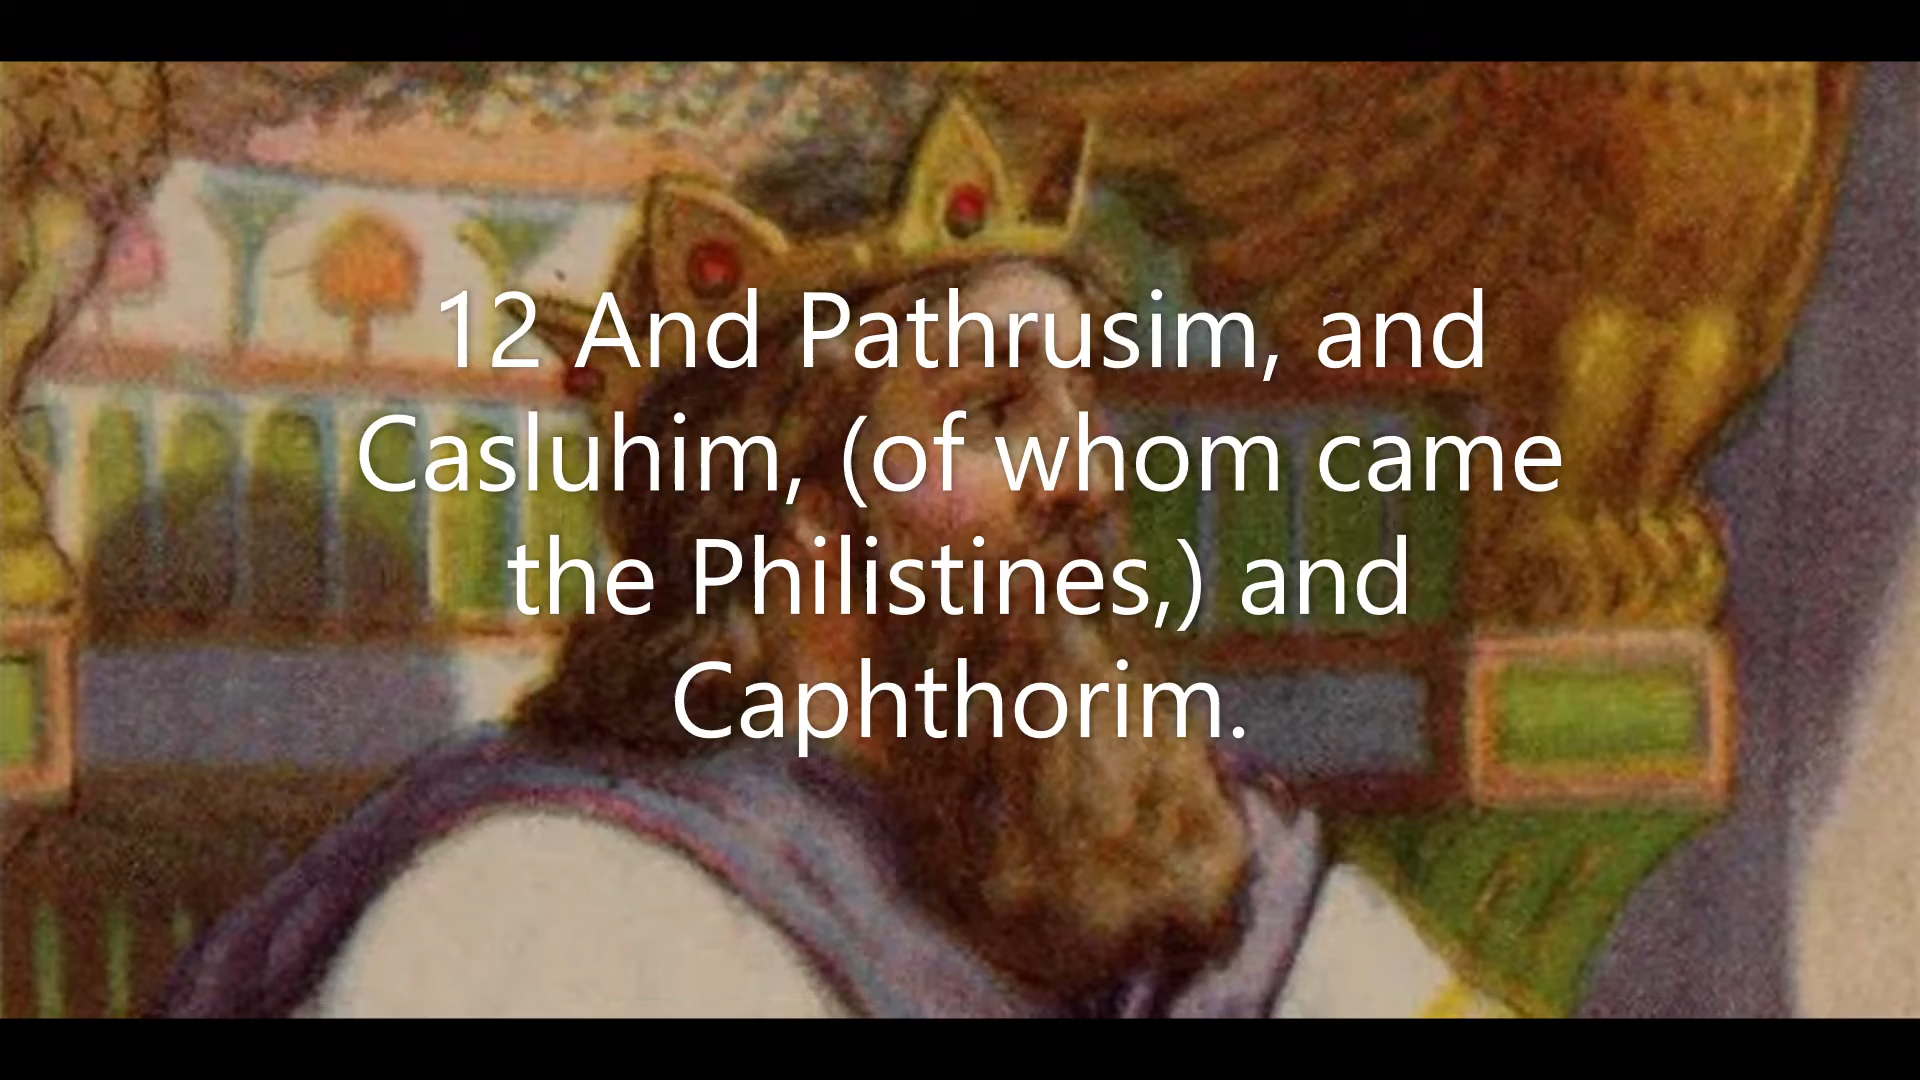 12 And Pathrusim, and
Casluhim, (of whom came
the Philistines,) and
Caphthorim.